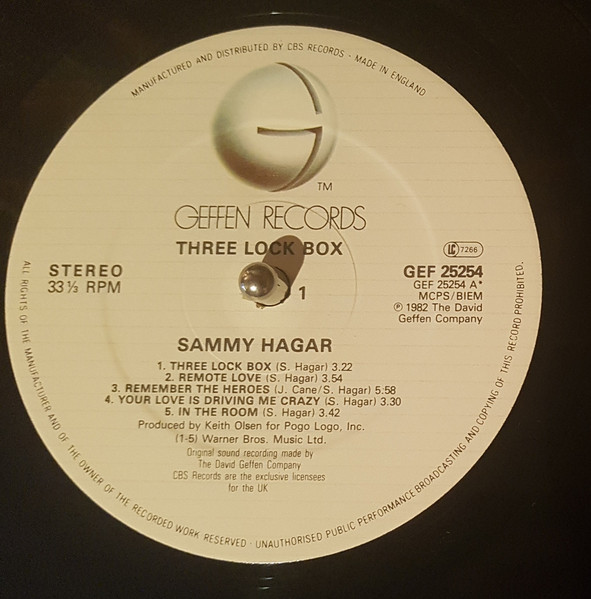 MANUFACTURED AND DISTRIBUTED BY CBS RECORDS · MADE IN ENGLAND
TM
GEFFEN RECORDS
THREE LOCK BOX
LC 7266
STEREO
33⅓ RPM
1
GEF 25254
GEF 25254 A*
MCPS/BIEM
℗ 1982 The David
Geffen Company
SAMMY HAGAR
1. THREE LOCK BOX (S. Hagar) 3.22
2. REMOTE LOVE (S. Hagar) 3.54
3. REMEMBER THE HEROES (J. Cane/S. Hagar) 5:58
4. YOUR LOVE IS DRIVING ME CRAZY (S. Hagar) 3.30
5. IN THE ROOM (S. Hagar) 3.42
Produced by Keith Olsen for Pogo Logo, Inc.
(1-5) Warner Bros. Music Ltd.
Original sound recording made by
The David Geffen Company
CBS Records are the exclusive licensees
for the UK
ALL RIGHTS OF THE MANUFACTURER AND OF THE OWNER OF THE RECORDED WORK RESERVED · UNAUTHORISED PUBLIC PERFORMANCE BROADCASTING AND COPYING OF THIS RECORD PROHIBITED.